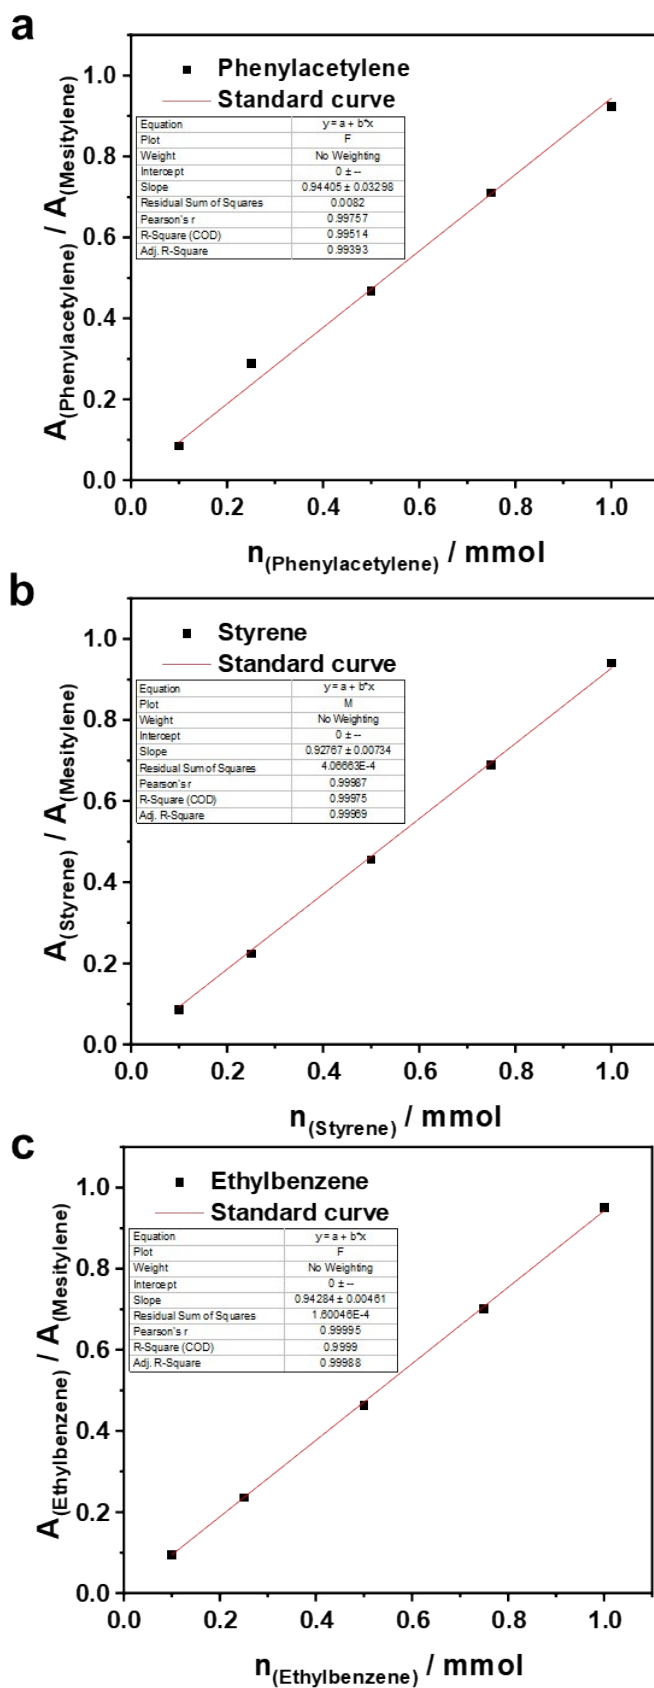 a
Phenylacetylene
Standard curve
Equation y = a + b*x
Plot F
Weight No Weighting
Intercept 0 ± --
Slope 0.94405 ± 0.03298
Residual Sum of Squares 0.0082
Pearson's r 0.99757
R-Square (COD) 0.99514
Adj. R-Square 0.99393
A(Phenylacetylene) / A(Mesitylene)
1.0
0.8
0.6
0.4
0.2
0.0
0.0 0.2 0.4 0.6 0.8 1.0
n(Phenylacetylene) / mmol
b
Styrene
Standard curve
Equation y = a + b*x
Plot M
Weight No Weighting
Intercept 0 ± --
Slope 0.92767 ± 0.00734
Residual Sum of Squares 4.06663E-4
Pearson's r 0.99987
R-Square (COD) 0.99975
Adj. R-Square 0.99969
A(Styrene) / A(Mesitylene)
1.0
0.8
0.6
0.4
0.2
0.0
0.0 0.2 0.4 0.6 0.8 1.0
n(Styrene) / mmol
c
Ethylbenzene
Standard curve
Equation y = a + b*x
Plot F
Weight No Weighting
Intercept 0 ± --
Slope 0.94284 ± 0.00461
Residual Sum of Squares 1.60046E-4
Pearson's r 0.99995
R-Square (COD) 0.9999
Adj. R-Square 0.99988
A(Ethylbenzene) / A(Mesitylene)
1.0
0.8
0.6
0.4
0.2
0.0
0.0 0.2 0.4 0.6 0.8 1.0
n(Ethylbenzene) / mmol